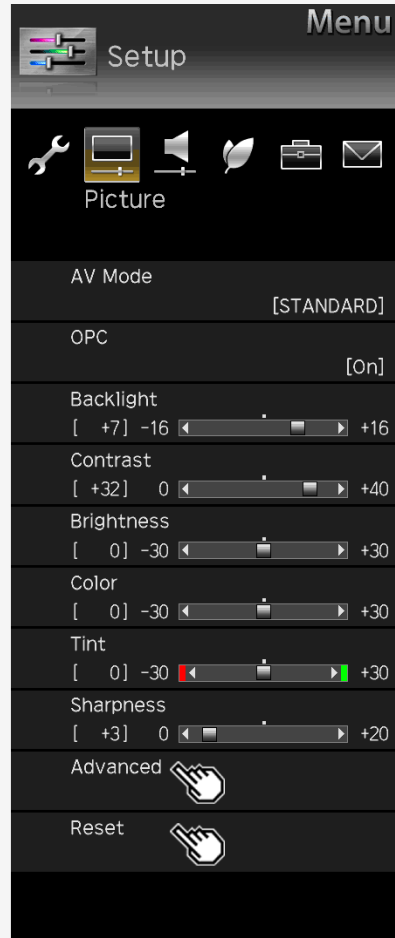 Menu
Setup
Picture
AV Mode
[STANDARD]
OPC
[On]
Backlight
[ +7] -16 +16
Contrast
[ +32] 0 +40
Brightness
[ 0] -30 +30
Color
[ 0] -30 +30
Tint
[ 0] -30 +30
Sharpness
[ +3] 0 +20
Advanced
Reset